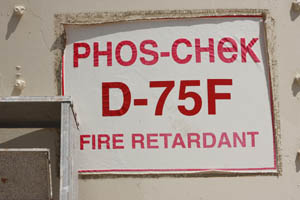 PHOS-CHeK
D-75F
FIRE RETARDANT